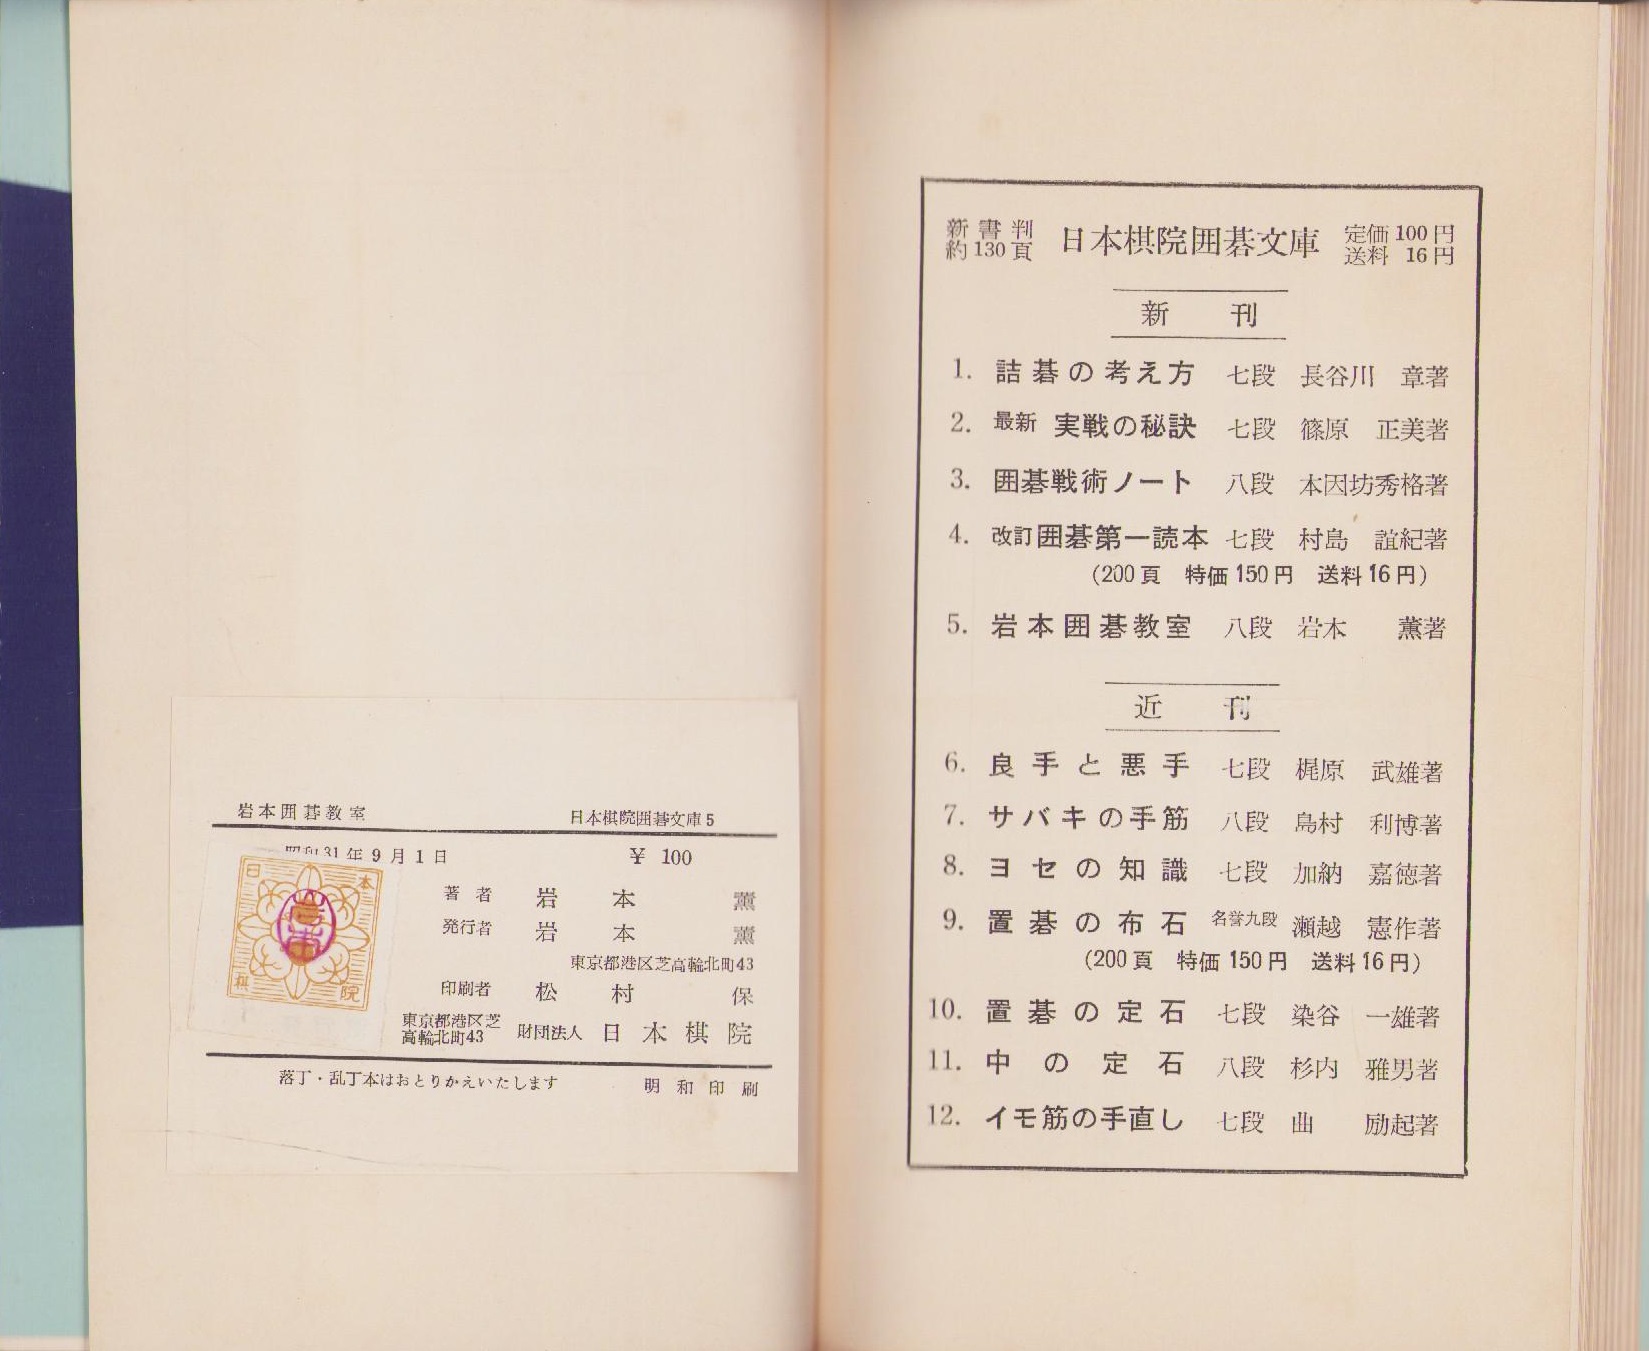 新書判
約130頁
日本棋院囲碁文庫
定価100円
送料 16円
新 刊
1. 詰碁の考え方 七段 長谷川 章著
2. 最新 実戦の秘訣 七段 篠原 正美著
3. 囲碁戦術ノート 八段 本因坊秀格著
4. 改訂囲碁第一読本 七段 村島 誼紀著
(200頁 特価150円 送料16円)
5. 岩本囲碁教室 八段 岩本 薫著
近 刊
6. 良手と悪手 七段 梶原 武雄著
7. サバキの手筋 八段 島村 利博著
8. ヨセの知識 七段 加納 嘉徳著
9. 置碁の布石 名誉九段 瀬越 憲作著
(200頁 特価150円 送料16円)
10. 置碁の定石 七段 染谷 一雄著
11. 中の定石 八段 杉内 雅男著
12. イモ筋の手直し 七段 曲 励起著
岩本囲碁教室 日本棋院囲碁文庫5
昭和31年9月1日 ¥ 100
著者 岩本薫
発行者 岩本薫
東京都港区芝高輪北町43
印刷者 松村保
東京都港区芝
高輪北町43
財団法人 日本棋院
落丁・乱丁本はおとりかえいたします 明和印刷
日本
棋院
岩本